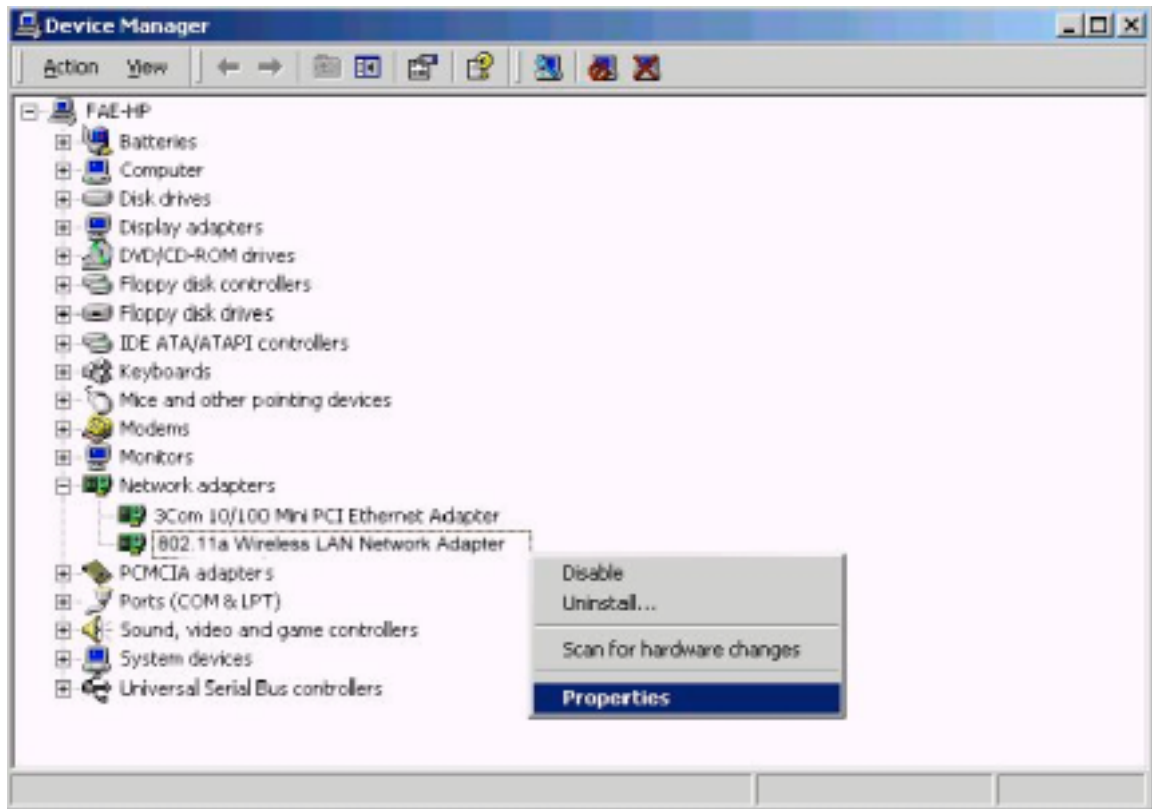 Device Manager
Action View
FAE-HP
Batteries
Computer
Disk drives
Display adapters
DVD/CD-ROM drives
Floppy disk controllers
Floppy disk drives
IDE ATA/ATAPI controllers
Keyboards
Mice and other pointing devices
Modems
Monitors
Network adapters
3Com 10/100 Mini PCI Ethernet Adapter
802.11a Wireless LAN Network Adapter
PCMCIA adapters
Ports (COM & LPT)
Sound, video and game controllers
System devices
Universal Serial Bus controllers
Disable
Uninstall...
Scan for hardware changes
Properties